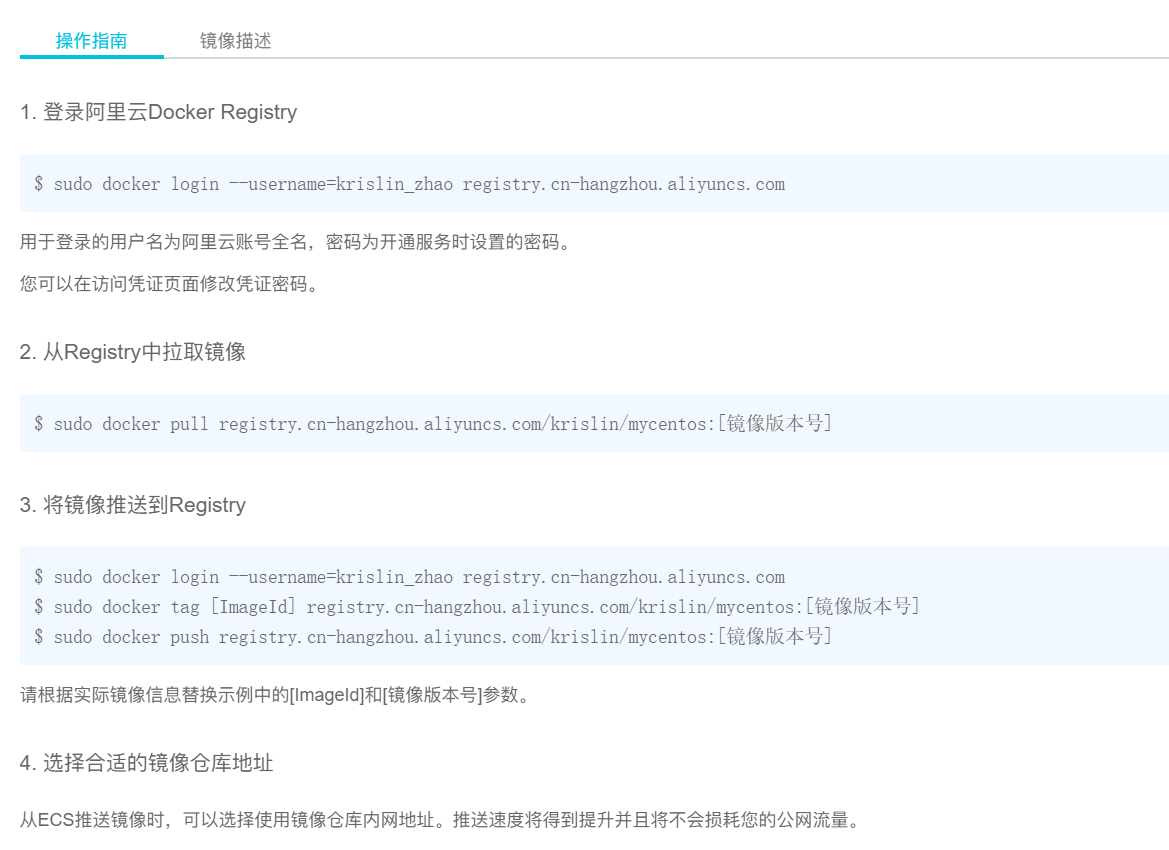 操作指南 镜像描述
1. 登录阿里云Docker Registry
$ sudo docker login --username=krislin_zhao registry.cn-hangzhou.aliyuncs.com
用于登录的用户名为阿里云账号全名，密码为开通服务时设置的密码。
您可以在访问凭证页面修改凭证密码。
2. 从Registry中拉取镜像
$ sudo docker pull registry.cn-hangzhou.aliyuncs.com/krislin/mycentos:[镜像版本号]
3. 将镜像推送到Registry
$ sudo docker login --username=krislin_zhao registry.cn-hangzhou.aliyuncs.com
$ sudo docker tag [ImageId] registry.cn-hangzhou.aliyuncs.com/krislin/mycentos:[镜像版本号]
$ sudo docker push registry.cn-hangzhou.aliyuncs.com/krislin/mycentos:[镜像版本号]
请根据实际镜像信息替换示例中的[ImageId]和[镜像版本号]参数。
4. 选择合适的镜像仓库地址
从ECS推送镜像时，可以选择使用镜像仓库内网地址。推送速度将得到提升并且将不会损耗您的公网流量。